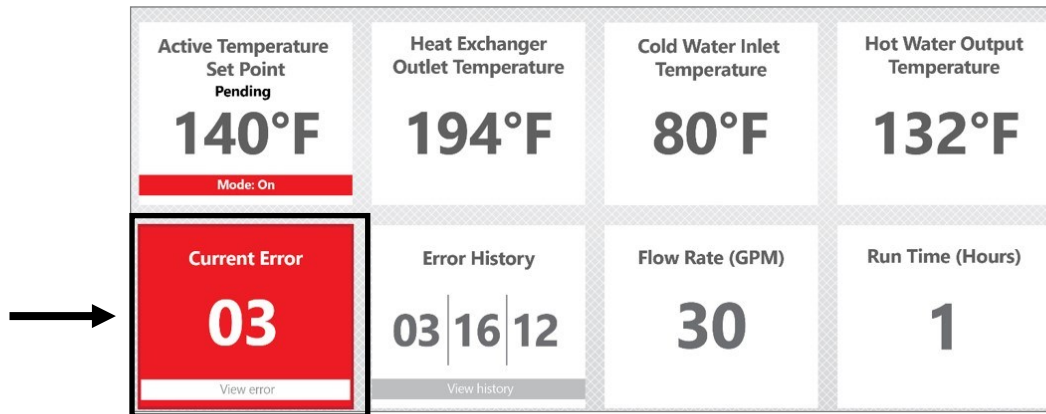 Active Temperature
Set Point
Pending
140°F
Mode: On
Heat Exchanger
Outlet Temperature
194°F
Cold Water Inlet
Temperature
80°F
Hot Water Output
Temperature
132°F
Current Error
03
View error
Error History
03 16 12
View history
Flow Rate (GPM)
30
Run Time (Hours)
1